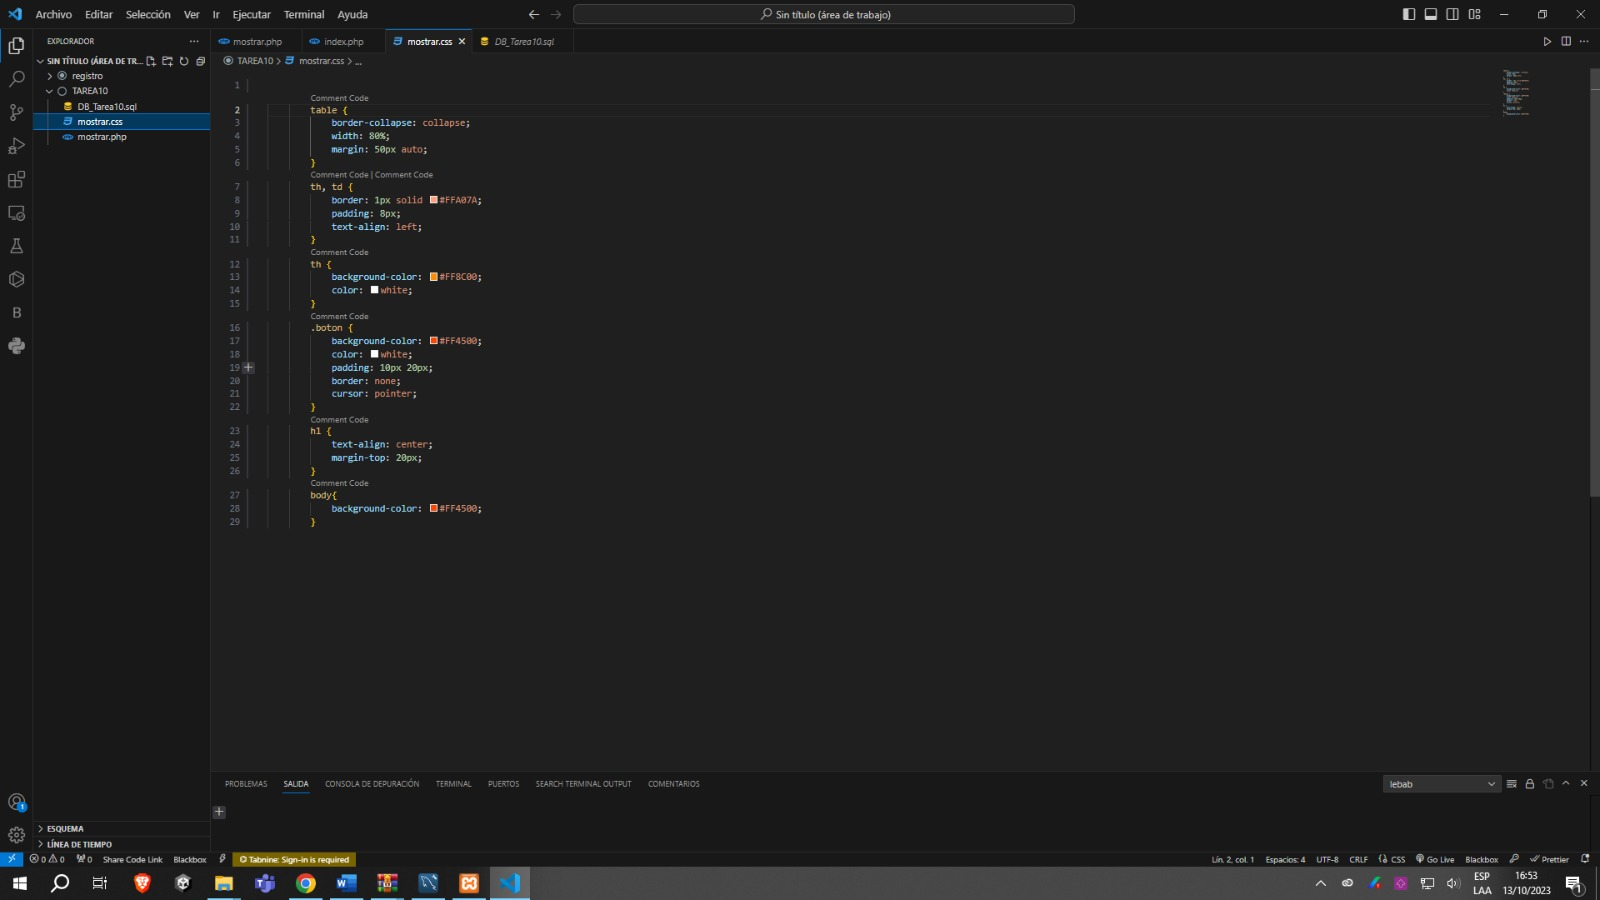 Archivo Editar Selección Ver Ir Ejecutar Terminal Ayuda
Sin título (área de trabajo)
EXPLORADOR
SIN TÍTULO (ÁREA DE TR...
registro
TAREA10
DB_Tarea10.sql
mostrar.css
mostrar.php
ESQUEMA
LÍNEA DE TIEMPO
mostrar.php index.php mostrar.css DB_Tarea10.sql
TAREA10 > mostrar.css > ...
1
Comment Code
2 table {
3 border-collapse: collapse;
4 width: 80%;
5 margin: 50px auto;
6 }
Comment Code | Comment Code
7 th, td {
8 border: 1px solid #FFA07A;
9 padding: 8px;
10 text-align: left;
11 }
Comment Code
12 th {
13 background-color: #FF8C00;
14 color: white;
15 }
Comment Code
16 .boton {
17 background-color: #FF4500;
18 color: white;
19 padding: 10px 20px;
20 border: none;
21 cursor: pointer;
22 }
Comment Code
23 h1 {
24 text-align: center;
25 margin-top: 20px;
26 }
Comment Code
27 body{
28 background-color: #FF4500;
29 }
PROBLEMAS SALIDA CONSOLA DE DEPURACIÓN TERMINAL PUERTOS SEARCH TERMINAL OUTPUT COMENTARIOS
lebab
0 0 0 Share Code Link Blackbox Tabnine: Sign-in is required
Lín. 2, col. 1 Espacios: 4 UTF-8 CRLF CSS Go Live Blackbox Prettier
ESP
LAA
16:53
13/10/2023
1